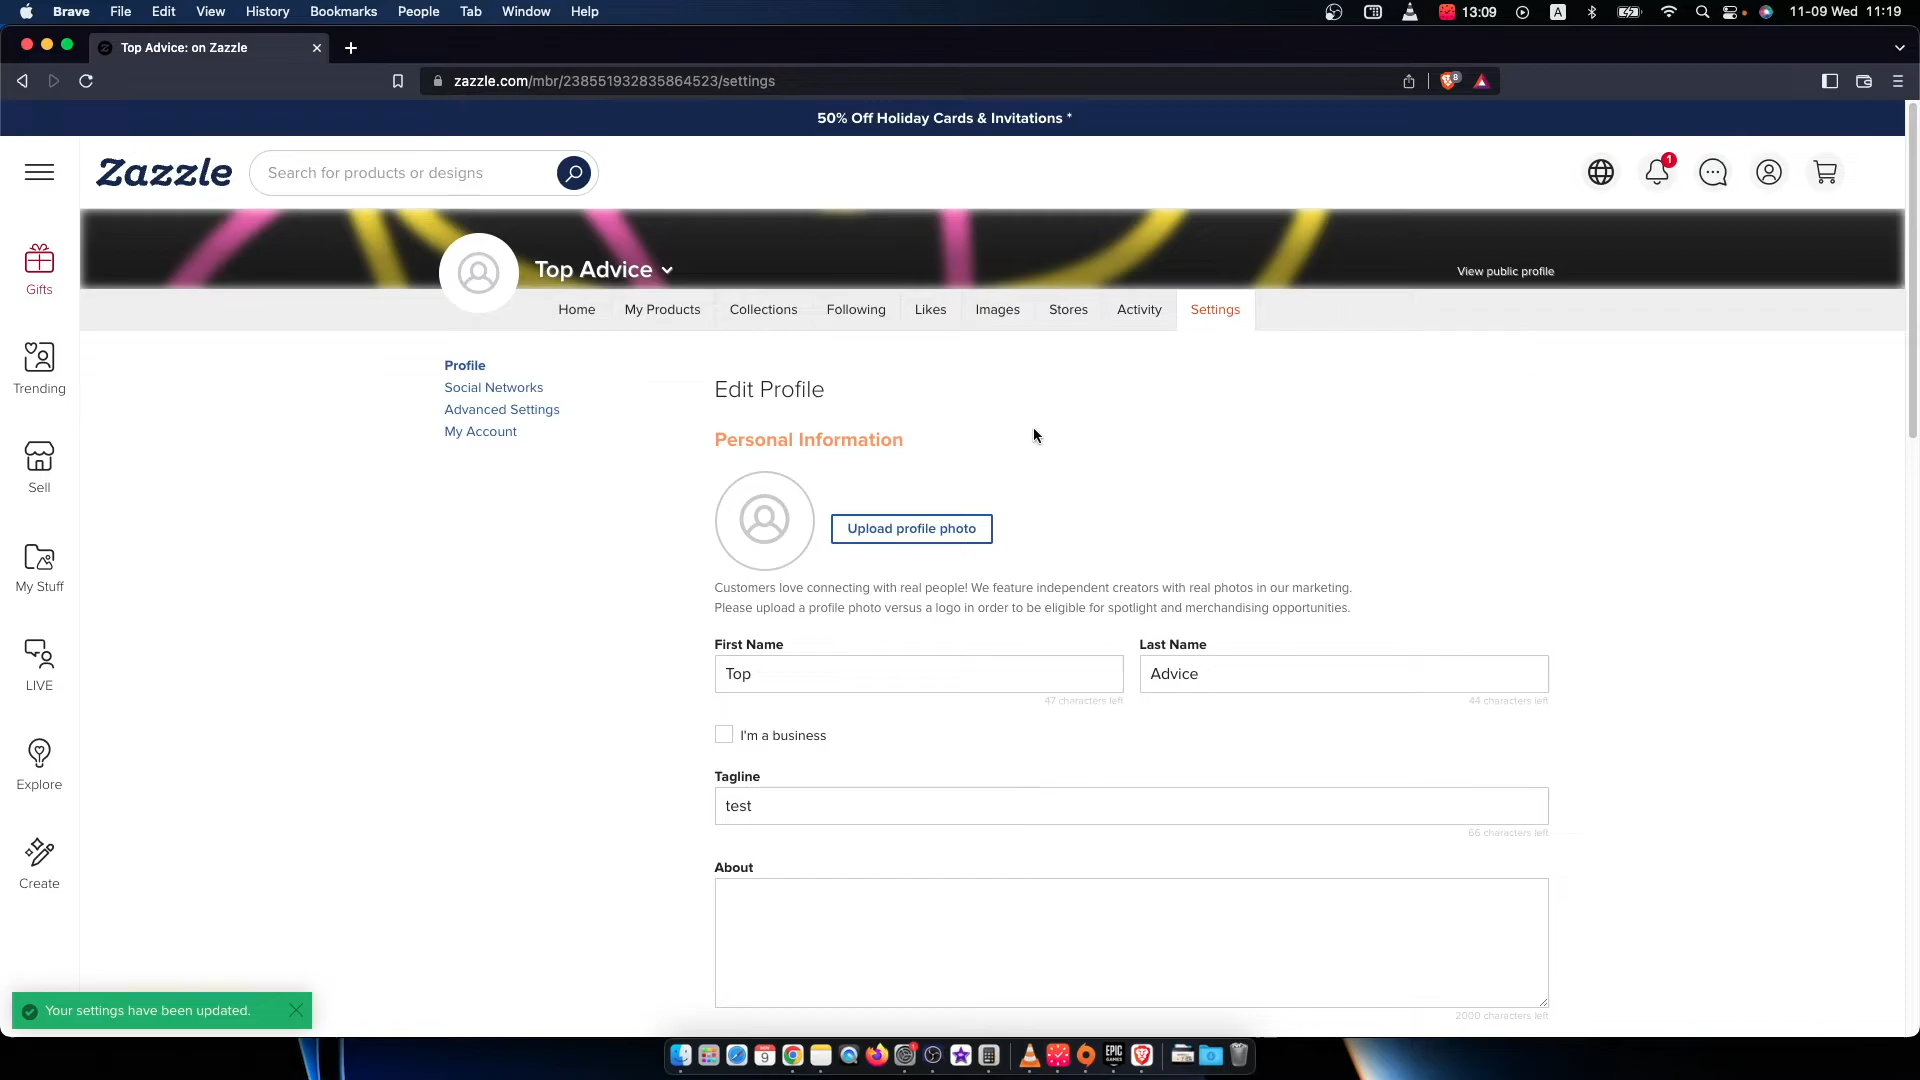 Brave File Edit View History Bookmarks People Tab Window Help
13:09 A 11-09 Wed 11:19
Top Advice: on Zazzle
zazzle.com/mbr/238551932835864523/settings
8
50% Off Holiday Cards & Invitations *
Zazzle
Search for products or designs
1
Top Advice
View public profile
Home My Products Collections Following Likes Images Stores Activity Settings
Gifts
Trending
Sell
My Stuff
LIVE
Explore
Create
Profile
Social Networks
Advanced Settings
My Account
Edit Profile
Personal Information
Upload profile photo
Customers love connecting with real people! We feature independent creators with real photos in our marketing.
Please upload a profile photo versus a logo in order to be eligible for spotlight and merchandising opportunities.
First Name Last Name
Top Advice
47 characters left 44 characters left
I'm a business
Tagline
test
66 characters left
About
2000 characters left
Your settings have been updated.
9
1
EPIC GAMES